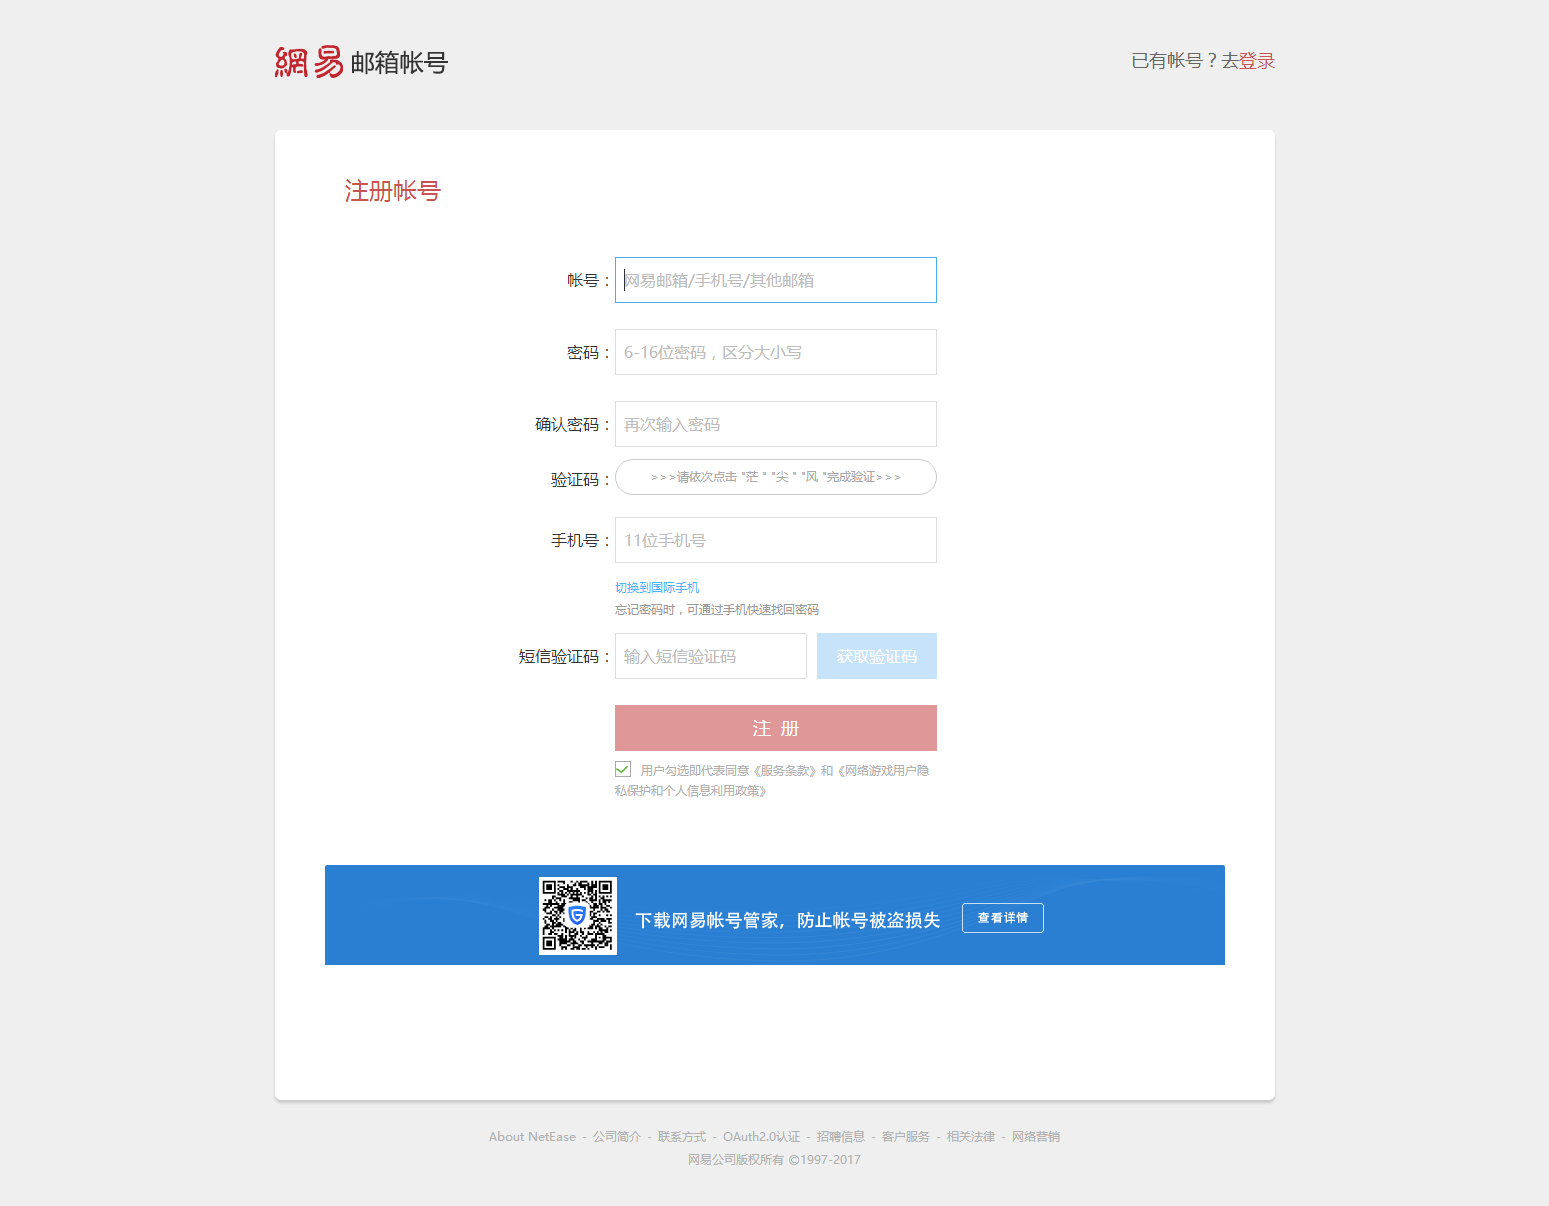 網易 邮箱帐号
已有帐号？去登录
注册帐号
帐号：网易邮箱/手机号/其他邮箱
密码：6-16位密码，区分大小写
确认密码：再次输入密码
验证码：>>>请依次点击 "茫 " "尖 " "风 "完成验证>>>
手机号：11位手机号
切换到国际手机
忘记密码时，可通过手机快速找回密码
短信验证码：输入短信验证码 获取验证码
注 册
用户勾选即代表同意《服务条款》和《网络游戏用户隐
私保护和个人信息利用政策》
下载网易帐号管家，防止帐号被盗损失 查看详情
About NetEase - 公司简介 - 联系方式 - OAuth2.0认证 - 招聘信息 - 客户服务 - 相关法律 - 网络营销
网易公司版权所有 ©1997-2017